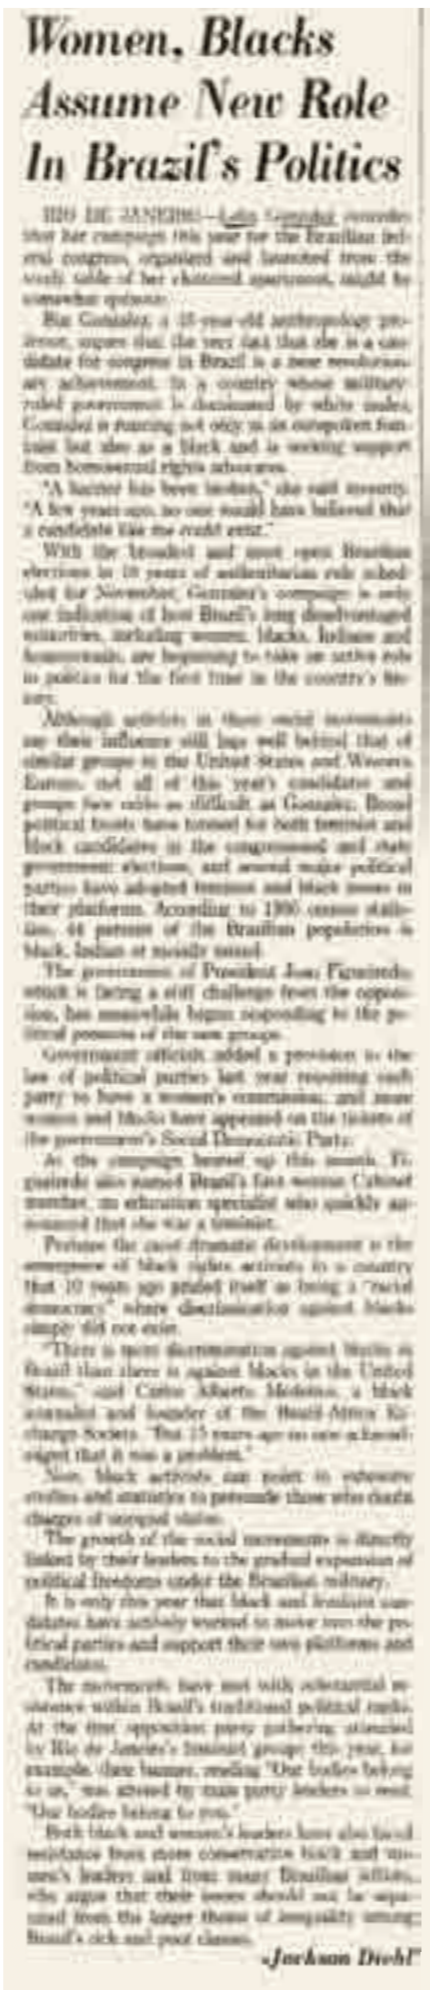 Women, Blacks
Assume New Role
In Brazil's Politics
RIO DE JANEIRO—Lelia Gonzalez concedes
that her campaign this year for the Brazilian fed-
eral congress, organized and launched from the
table of her cluttered apartment, might be
somewhat quixotic.
But Gonzalez, a 48-year-old anthropology pro-
fessor, argues that the very fact that she is a can-
didate for congress in Brazil is a near revolution-
ary achievement. In a country whose military-
ruled government is dominated by white males,
Gonzalez is running not only as an outspoken fem-
inist but also as a black and is seeking support
from homosexual rights advocates.
"A barrier has been broken," she said recently.
"A few years ago, no one would have believed that
a candidate like me could exist."
With the broadest and most open Brazilian
elections in 18 years of authoritarian rule sched-
uled for November, Gonzalez's campaign is only
one indication of how Brazil's long disadvantaged
minorities, including women, blacks, Indians and
homosexuals, are beginning to take an active role
in politics for the first time in the country's his-
tory.
Although activists in these social movements
say their influence still lags well behind that of
similar groups in the United States and Western
Europe, not all of this year's candidates and
groups face odds as difficult as Gonzalez. Broad
political fronts have formed for both feminist and
black candidates in the congressional and state
government elections, and several major political
parties have adopted feminist and black issues in
their platforms. According to 1980 census statis-
tics, 44 percent of the Brazilian population is
black, Indian or racially mixed.
The government of President Joao Figueiredo,
which is facing a stiff challenge from the opposi-
tion, has meanwhile begun responding to the po-
litical pressures of the new groups.
Government officials added a provision to the
law of political parties last year requiring each
party to have a women's commission, and more
women and blacks have appeared on the tickets of
the government's Social Democratic Party.
As the campaign heated up this month, Fi-
gueiredo also named Brazil's first woman Cabinet
member, an education specialist who quickly an-
nounced that she was a feminist.
Perhaps the most dramatic development is the
emergence of black rights activists in a country
that 10 years ago prided itself as being a "racial
democracy" where discrimination against blacks
simply did not exist.
"There is more discrimination against blacks in
Brazil than there is against blacks in the United
States," said Carlos Alberto Medeiros, a black
journalist and founder of the Brazil-Africa Ex-
change Society. "But 15 years ago no one acknowl-
edged that it was a problem."
Now, black activists can point to extensive
studies and statistics to persuade those who doubt
charges of unequal status.
The growth of the social movements is directly
linked by their leaders to the gradual expansion of
political freedoms under the Brazilian military.
It is only this year that black and feminist can-
didates have actively worked to move into the po-
litical parties and support their own platforms and
candidates.
The movements have met with substantial re-
sistance within Brazil's traditional political ranks.
At the first opposition party gathering attended
by Rio de Janeiro's feminist groups this year, for
example, their banner, reading "Our bodies belong
to us," was altered by male party leaders to read
"Our bodies belong to you."
Both black and women's leaders have also faced
resistance from more conservative black and wo-
men's leaders and from many Brazilian leftists,
who argue that their issues should not be sepa-
rated from the larger theme of inequality among
Brazil's rich and poor classes.
-Jackson Diehl